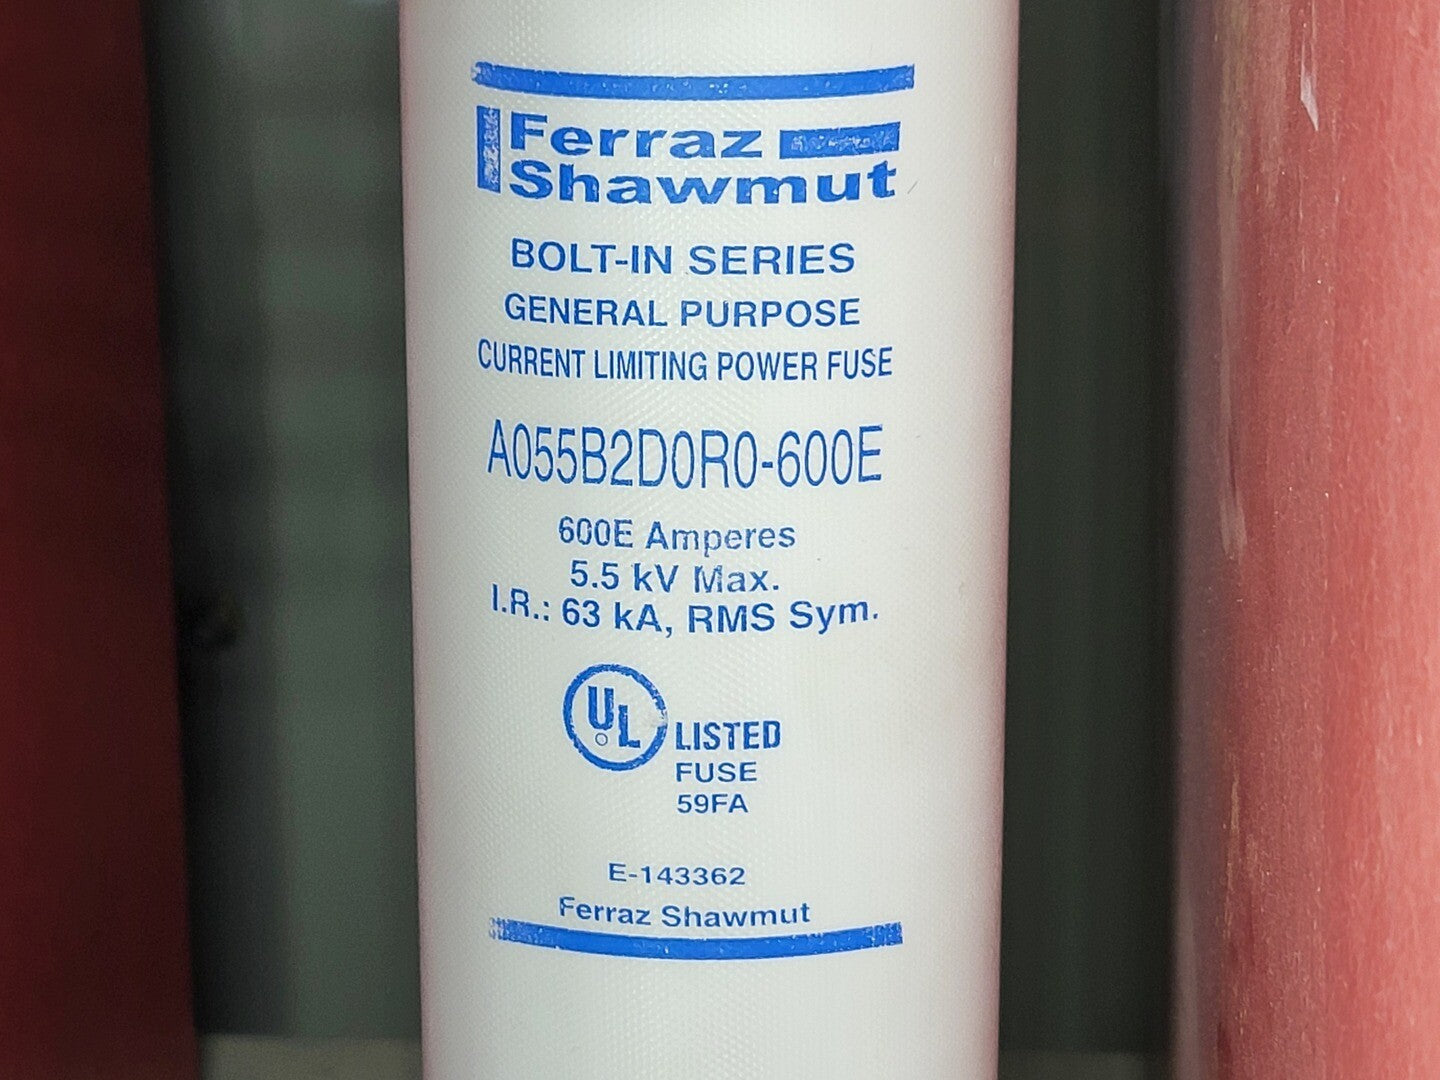 Ferraz
Shawmut
BOLT-IN SERIES
GENERAL PURPOSE
CURRENT LIMITING POWER FUSE
A055B2D0R0-600E
600E Amperes
5.5 kV Max.
I.R.: 63 kA, RMS Sym.
UL LISTED
FUSE
59FA
E-143362
Ferraz Shawmut